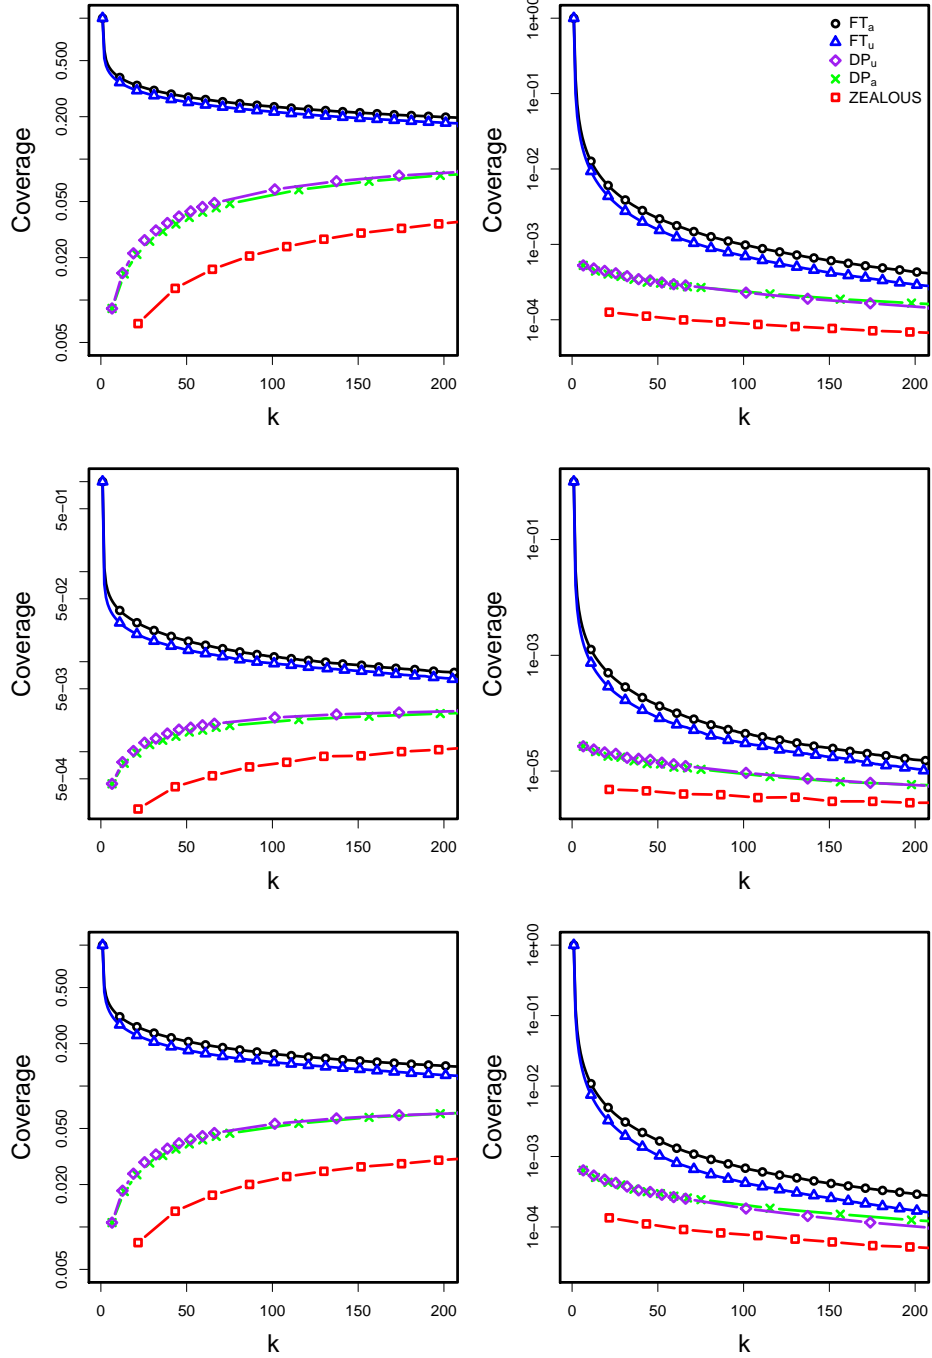 Coverage
0.500
0.200
0.050
0.020
0.005
0
50
100
150
200
k
Coverage
1e+00
1e-01
1e-02
1e-03
1e-04
FTa
FTu
DPu
DPa
ZEALOUS
0
50
100
150
200
k
Coverage
5e-01
5e-02
5e-03
5e-04
0
50
100
150
200
k
Coverage
1e-01
1e-03
1e-05
0
50
100
150
200
k
Coverage
0.500
0.200
0.050
0.020
0.005
0
50
100
150
200
k
Coverage
1e+00
1e-01
1e-02
1e-03
1e-04
0
50
100
150
200
k